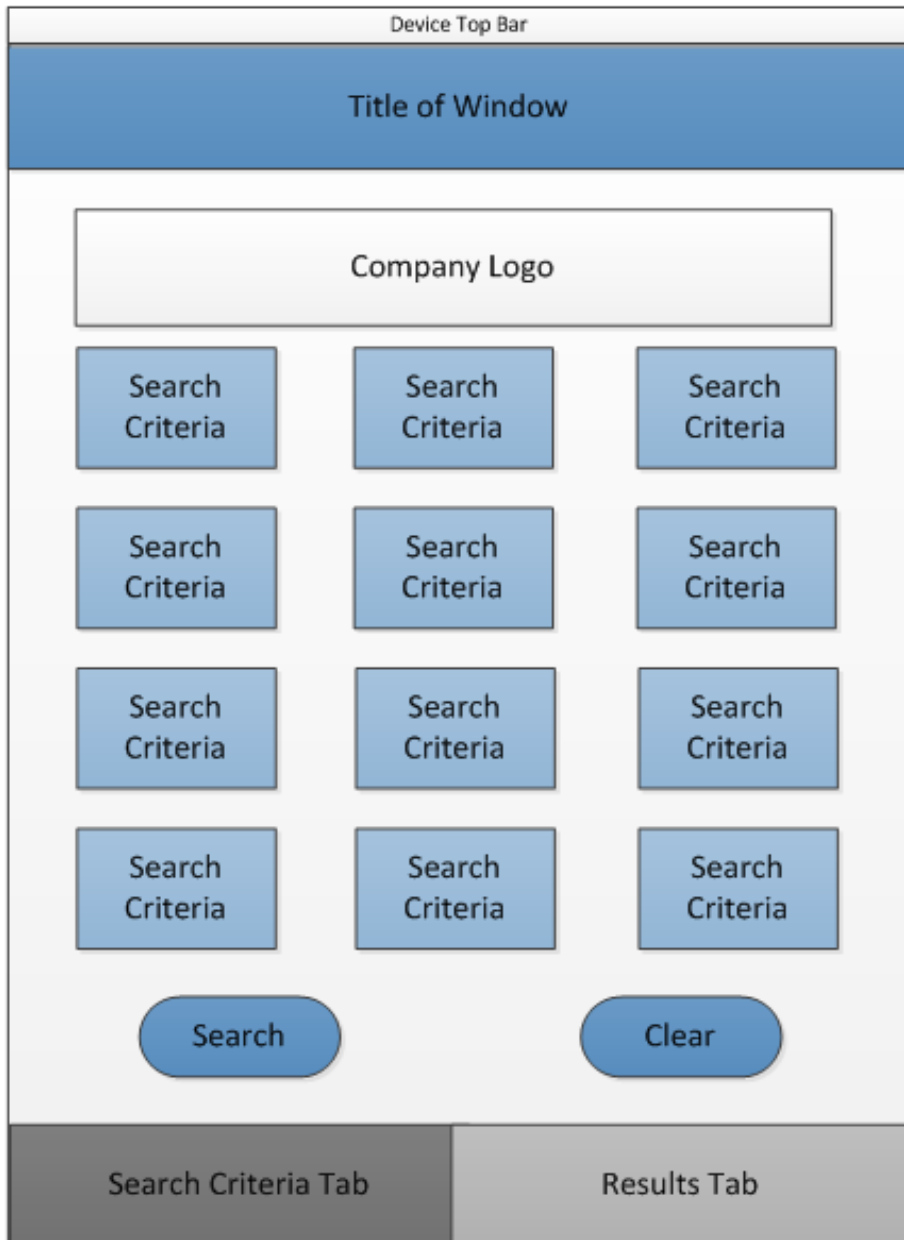 Device Top Bar
Title of Window
Company Logo
Search
Criteria
Search
Criteria
Search
Criteria
Search
Criteria
Search
Criteria
Search
Criteria
Search
Criteria
Search
Criteria
Search
Criteria
Search
Criteria
Search
Criteria
Search
Criteria
Search
Clear
Search Criteria Tab
Results Tab